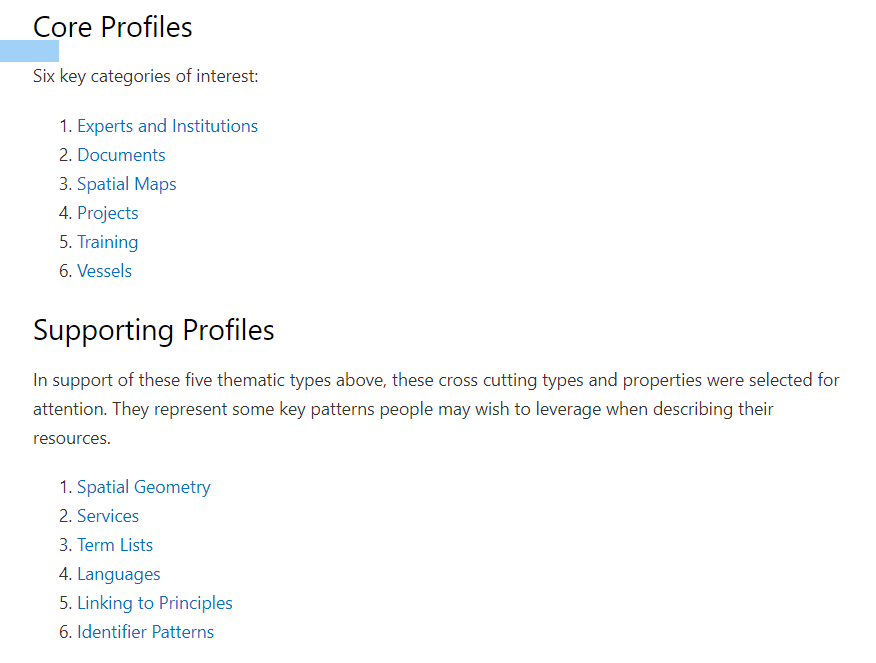 Core Profiles
Six key categories of interest:
1. Experts and Institutions
2. Documents
3. Spatial Maps
4. Projects
5. Training
6. Vessels
Supporting Profiles
In support of these five thematic types above, these cross cutting types and properties were selected for
attention. They represent some key patterns people may wish to leverage when describing their
resources.
1. Spatial Geometry
2. Services
3. Term Lists
4. Languages
5. Linking to Principles
6. Identifier Patterns